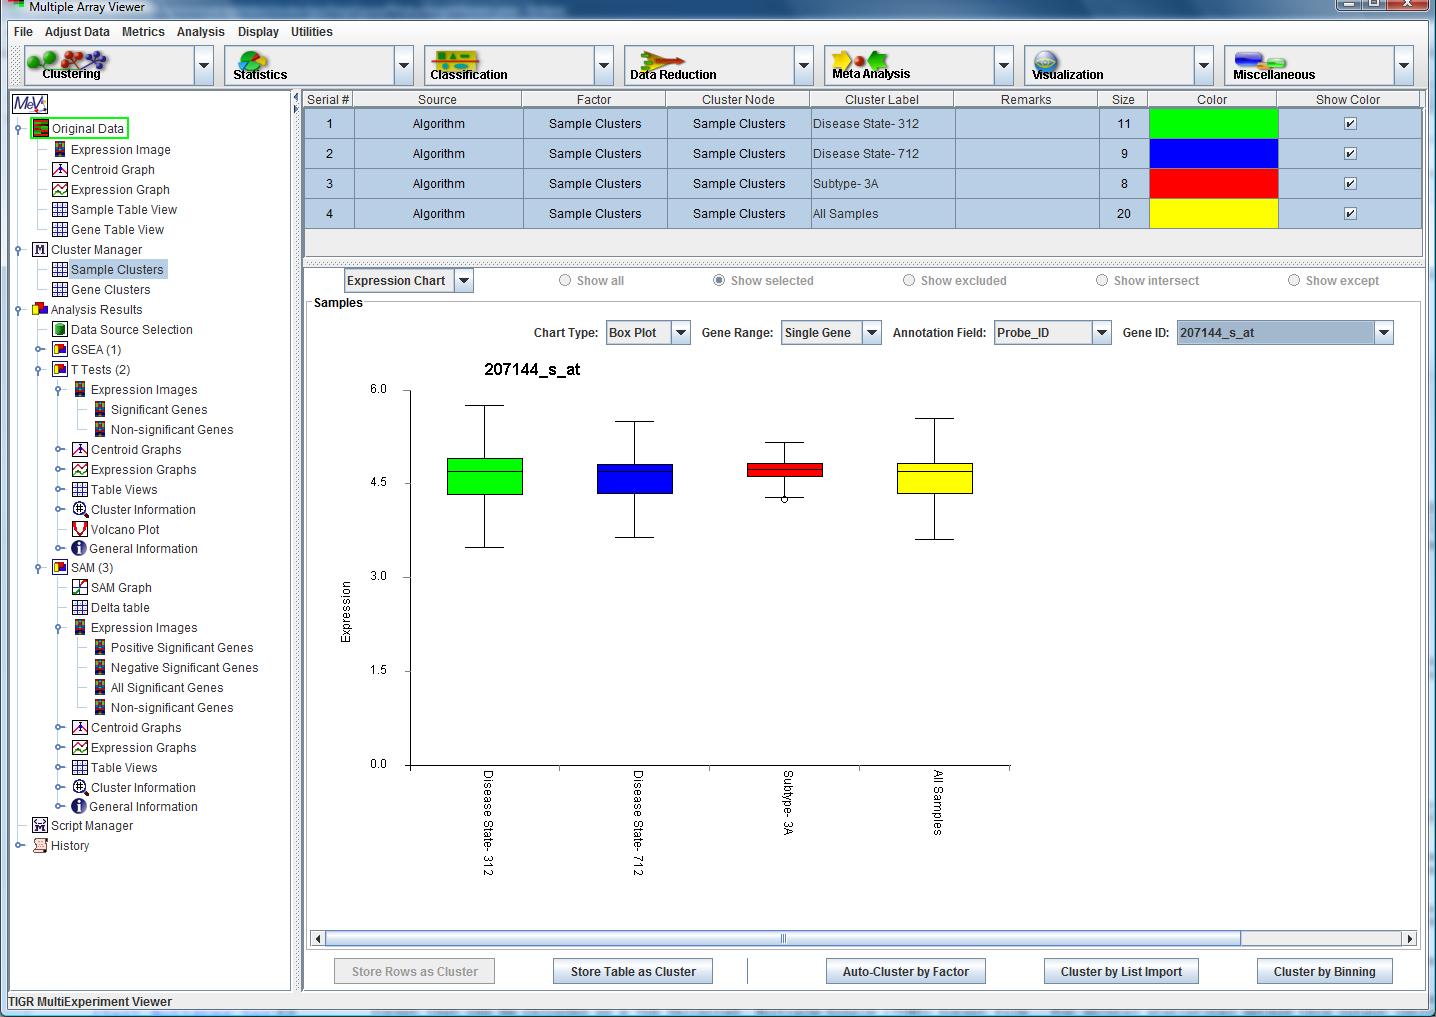 Multiple Array Viewer
File Adjust Data Metrics Analysis Display Utilities
Clustering Statistics Classification Data Reduction Meta Analysis Visualization Miscellaneous
MeV
Original Data
Expression Image
Centroid Graph
Expression Graph
Sample Table View
Gene Table View
Cluster Manager
Sample Clusters
Gene Clusters
Analysis Results
Data Source Selection
GSEA (1)
T Tests (2)
Expression Images
Significant Genes
Non-significant Genes
Centroid Graphs
Expression Graphs
Table Views
Cluster Information
Volcano Plot
General Information
SAM (3)
SAM Graph
Delta table
Expression Images
Positive Significant Genes
Negative Significant Genes
All Significant Genes
Non-significant Genes
Centroid Graphs
Expression Graphs
Table Views
Cluster Information
General Information
Script Manager
History
Serial # Source Factor Cluster Node Cluster Label Remarks Size Color Show Color
1 Algorithm Sample Clusters Sample Clusters Disease State- 312 11
2 Algorithm Sample Clusters Sample Clusters Disease State- 712 9
3 Algorithm Sample Clusters Sample Clusters Subtype- 3A 8
4 Algorithm Sample Clusters Sample Clusters All Samples 20
Expression Chart Show all Show selected Show excluded Show intersect Show except
Samples
Chart Type: Box Plot Gene Range: Single Gene Annotation Field: Probe_ID Gene ID: 207144_s_at
207144_s_at
6.0
4.5
3.0
1.5
0.0
Expression
Disease State- 312
Disease State- 712
Subtype- 3A
All Samples
Store Rows as Cluster Store Table as Cluster Auto-Cluster by Factor Cluster by List Import Cluster by Binning
TIGR MultiExperiment Viewer